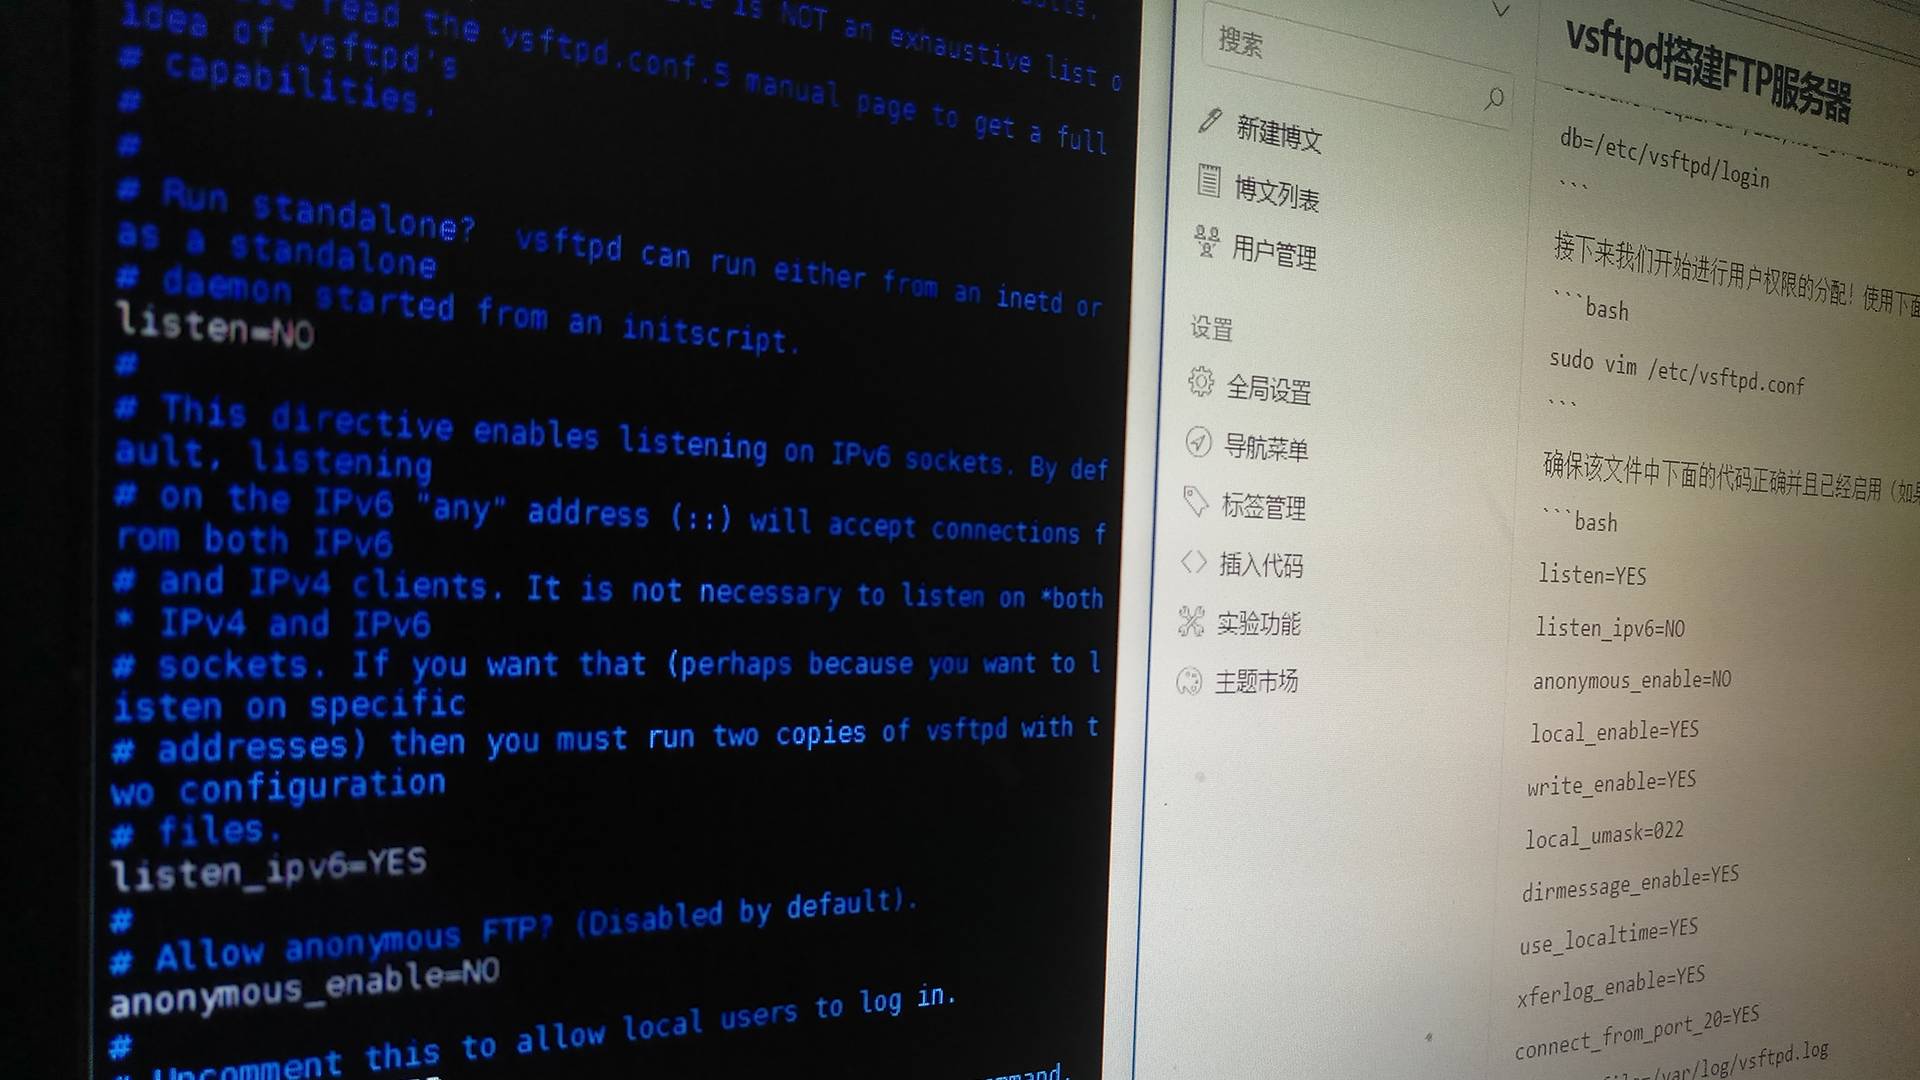 is NOT an exhaustive list o
read the vsftpd.conf.5 manual page to get a full
idea of vsftpd's
# capabilities.
#
#
# Run standalone?  vsftpd can run either from an inetd or
as a standalone
# daemon started from an initscript.
listen=NO
#
# This directive enables listening on IPv6 sockets. By def
ault, listening
# on the IPv6 "any" address (::) will accept connections f
rom both IPv6
# and IPv4 clients. It is not necessary to listen on *both
* IPv4 and IPv6
# sockets. If you want that (perhaps because you want to l
isten on specific
# addresses) then you must run two copies of vsftpd with t
wo configuration
# files.
listen_ipv6=YES
#
# Allow anonymous FTP? (Disabled by default).
anonymous_enable=NO
#
# Uncomment this to allow local users to log in.
搜索
新建博文
博文列表
用户管理
设置
全局设置
导航菜单
标签管理
插入代码
实验功能
主题市场
vsftpd搭建FTP服务器
db=/etc/vsftpd/login
```
接下来我们开始进行用户权限的分配！使用下面
```bash
sudo vim /etc/vsftpd.conf
```
确保该文件中下面的代码正确并且已经启用（如果
```bash
listen=YES
listen_ipv6=NO
anonymous_enable=NO
local_enable=YES
write_enable=YES
local_umask=022
dirmessage_enable=YES
use_localtime=YES
xferlog_enable=YES
connect_from_port_20=YES
/var/log/vsftpd.log